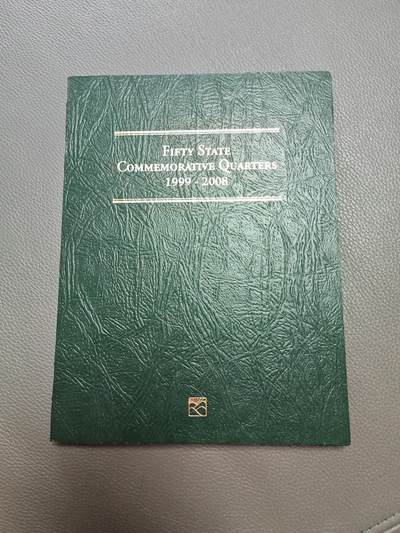 FIFTY STATE
COMMEMORATIVE QUARTERS
1999 - 2008